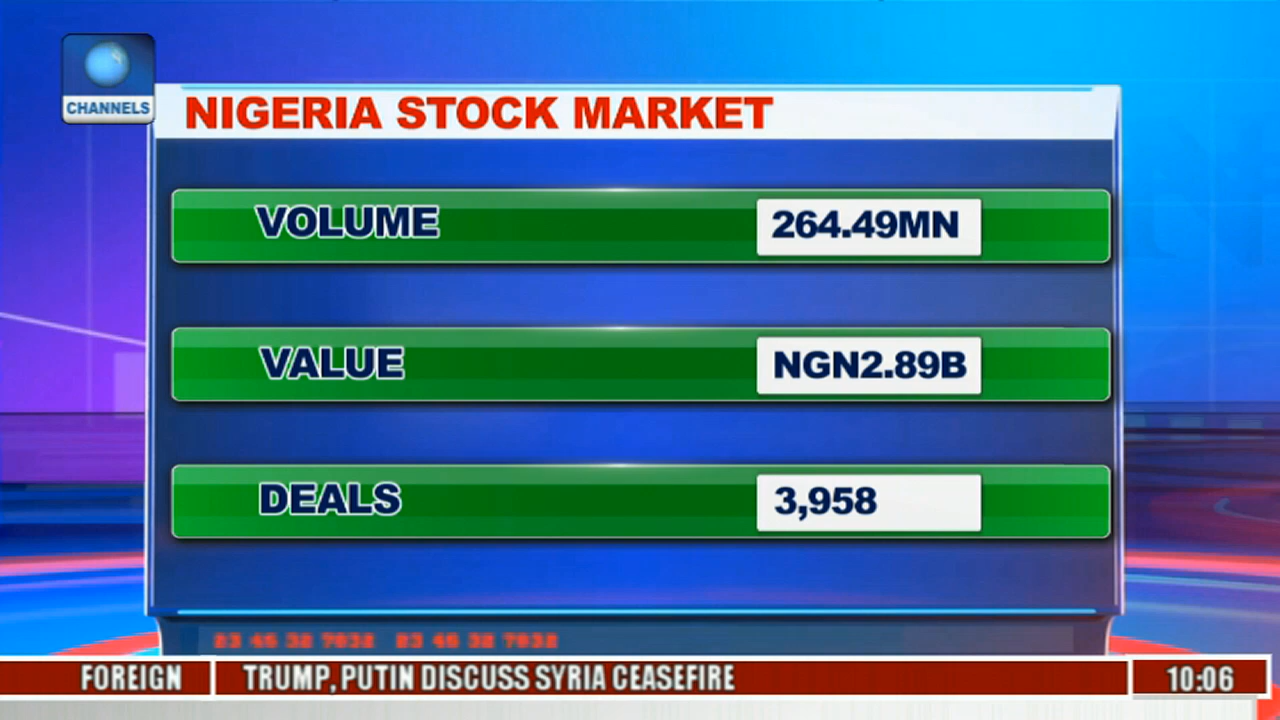 CHANNELS
NIGERIA STOCK MARKET
VOLUME 264.49MN
VALUE NGN2.89B
DEALS 3,958
FOREIGN TRUMP, PUTIN DISCUSS SYRIA CEASEFIRE 10:06